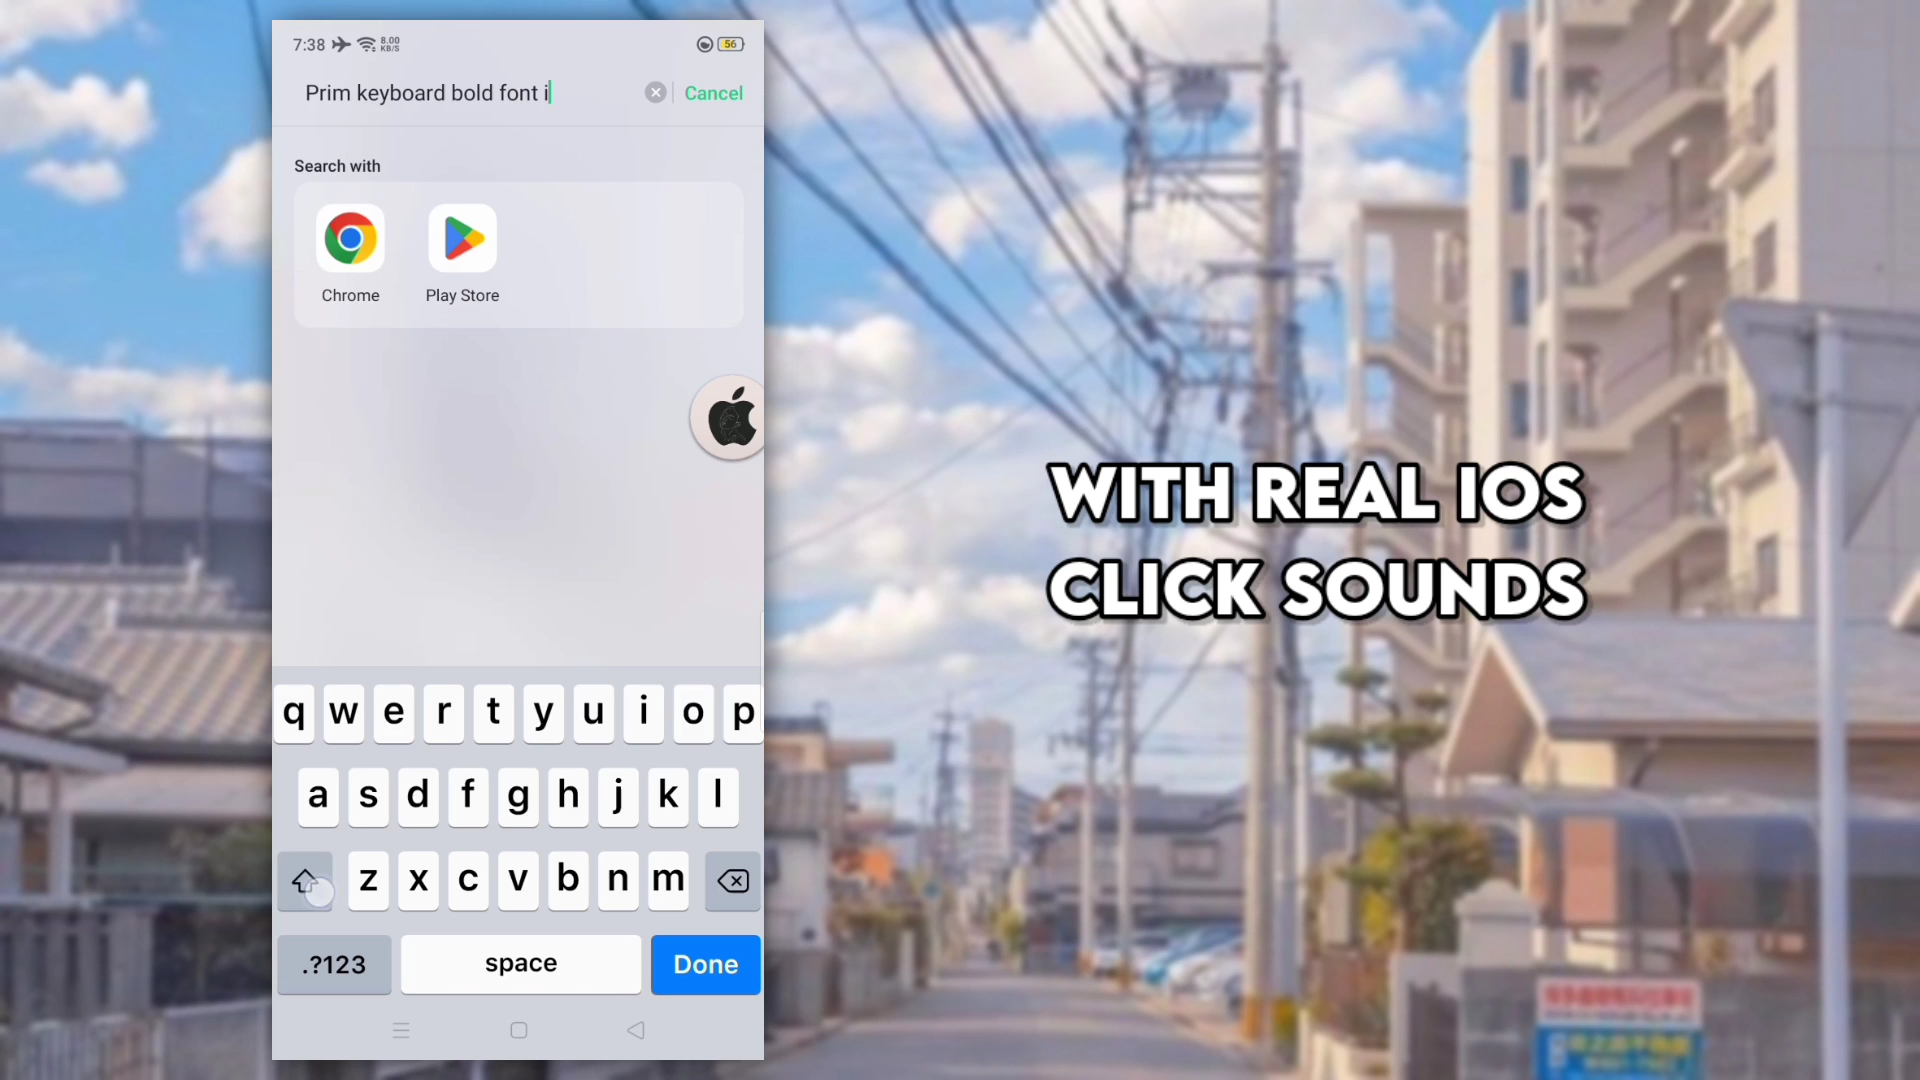 7:38 8.00 KB/S 56
Prim keyboard bold font i Cancel
Search with
Chrome Play Store
q w e r t y u i o p
a s d f g h j k l
z x c v b n m
.?123 space Done
WITH REAL IOS
CLICK SOUNDS